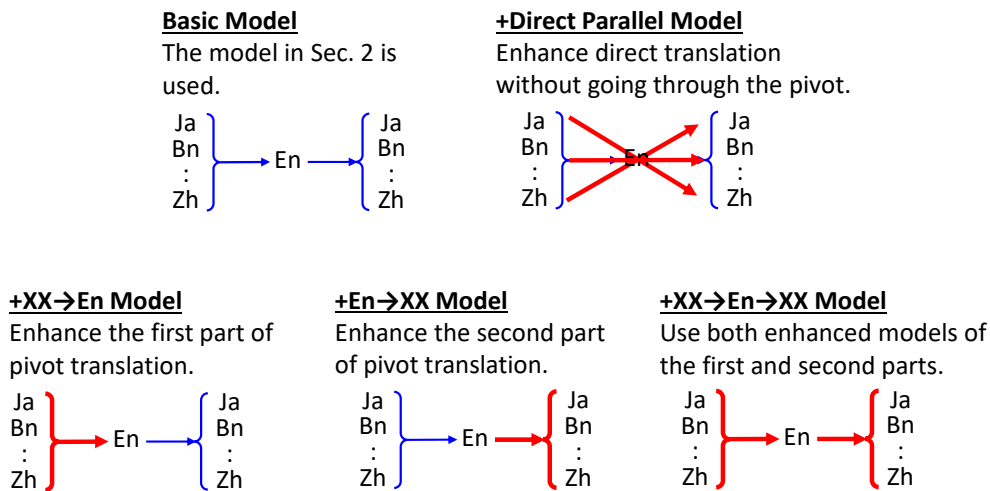 Basic Model
The model in Sec. 2 is
used.
Ja
Bn
:
Zh
En
Ja
Bn
:
Zh
+Direct Parallel Model
Enhance direct translation
without going through the pivot.
Ja
Bn
:
Zh
En
Ja
Bn
:
Zh
+XX→En Model
Enhance the first part of
pivot translation.
Ja
Bn
:
Zh
En
Ja
Bn
:
Zh
+En→XX Model
Enhance the second part
of pivot translation.
Ja
Bn
:
Zh
En
Ja
Bn
:
Zh
+XX→En→XX Model
Use both enhanced models of
the first and second parts.
Ja
Bn
:
Zh
En
Ja
Bn
:
Zh